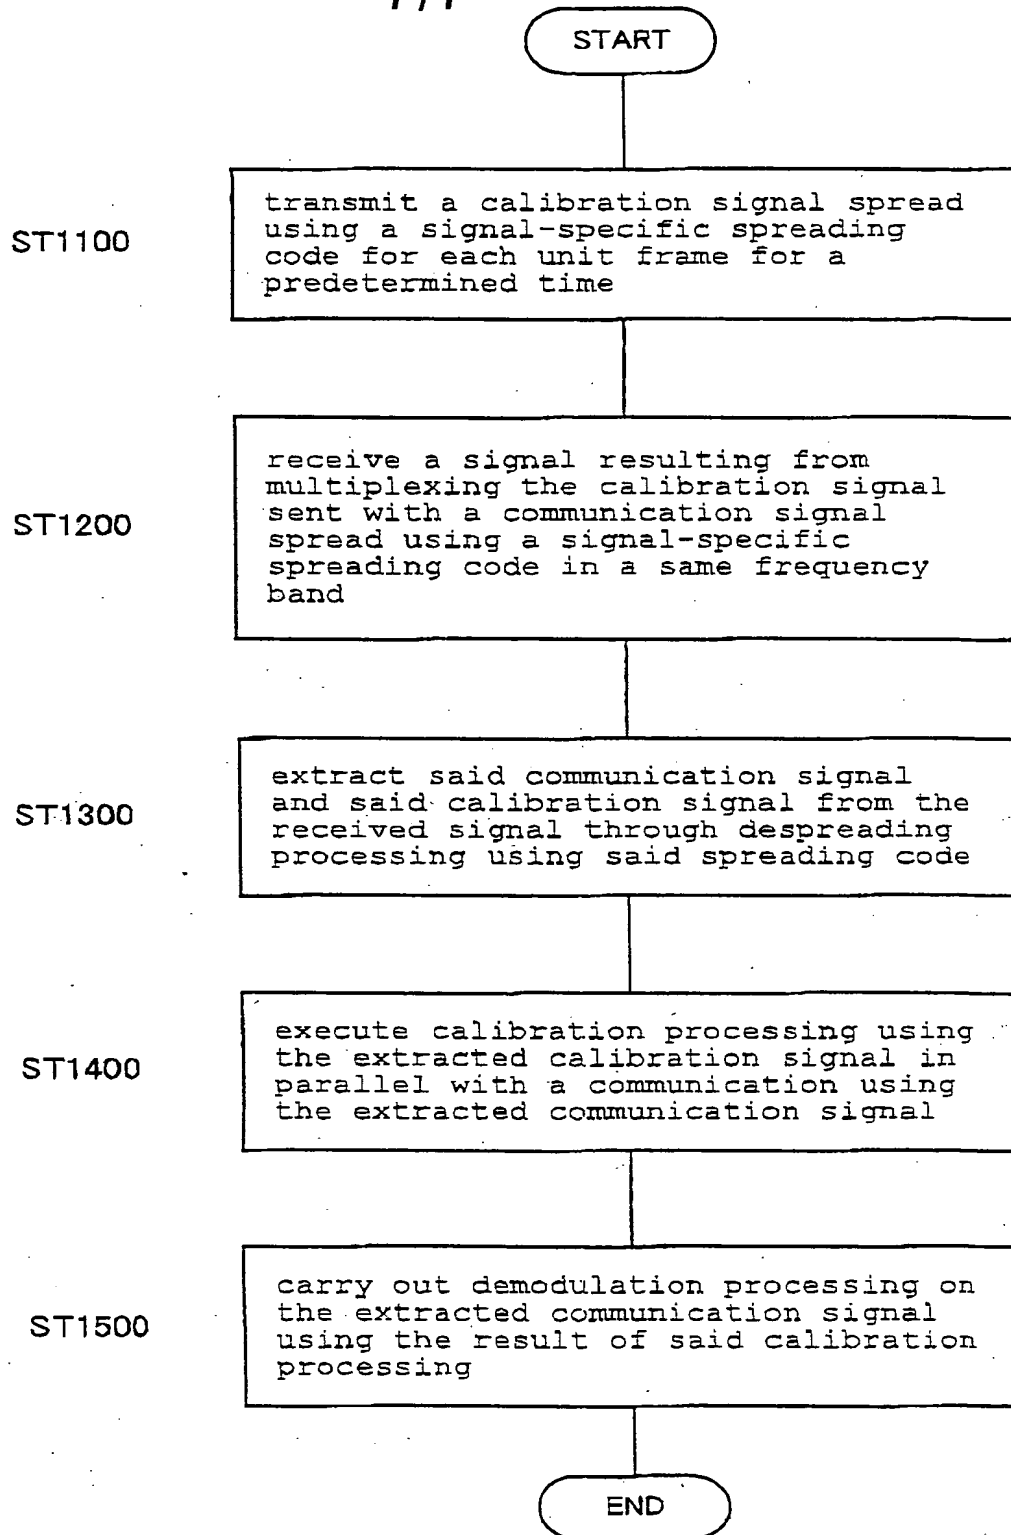 START
ST1100
transmit a calibration signal spread
using a signal-specific spreading
code for each unit frame for a
predetermined time
ST1200
receive a signal resulting from
multiplexing the calibration signal
sent with a communication signal
spread using a signal-specific
spreading code in a same frequency
band
ST1300
extract said communication signal
and said calibration signal from the
received signal through despreading
processing using said spreading code
ST1400
execute calibration processing using
the extracted calibration signal in
parallel with a communication using
the extracted communication signal
ST1500
carry out demodulation processing on
the extracted communication signal
using the result of said calibration
processing
END